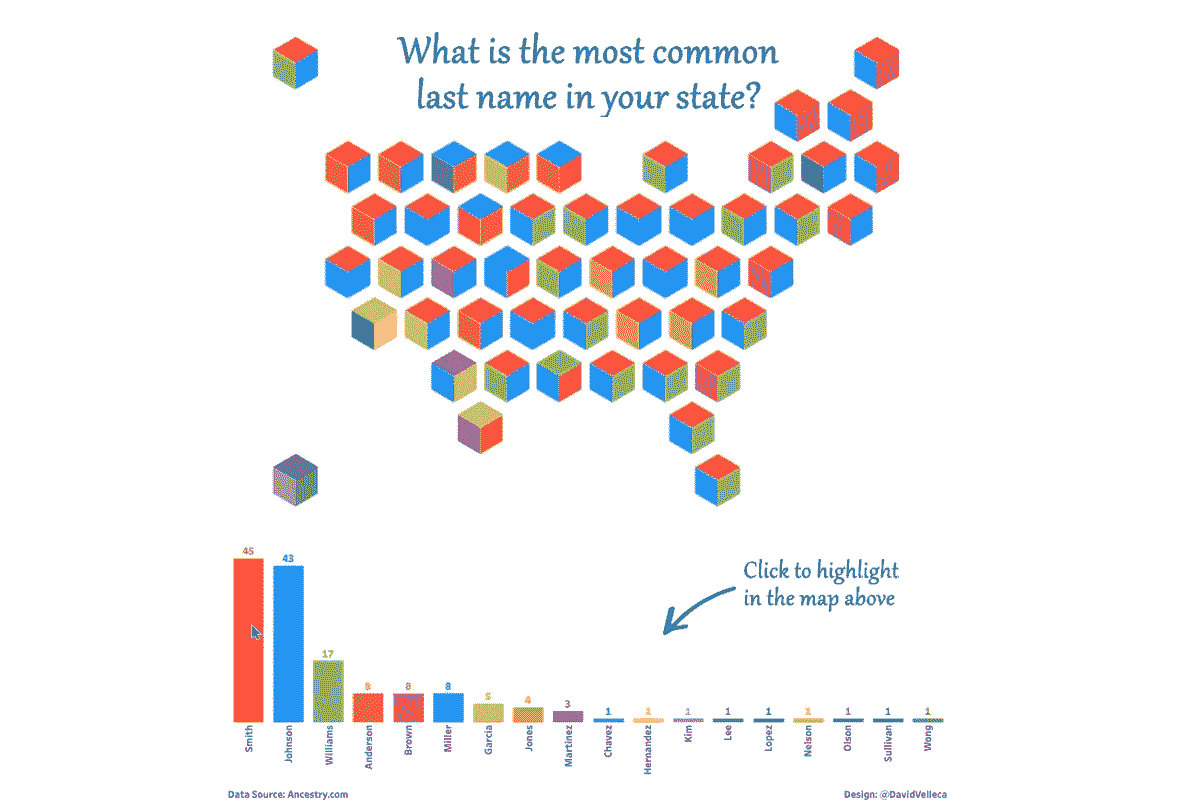 What is the most common
last name in your state?
Click to highlight
in the map above
45
43
17
8
8
8
5
4
3
1
1
1
1
1
1
1
1
1
Smith
Johnson
Williams
Anderson
Brown
Miller
Garcia
Jones
Martinez
Chavez
Hernandez
Kim
Lee
Lopez
Nelson
Olson
Sullivan
Wong
Data Source: Ancestry.com
Design: @DavidVelleca